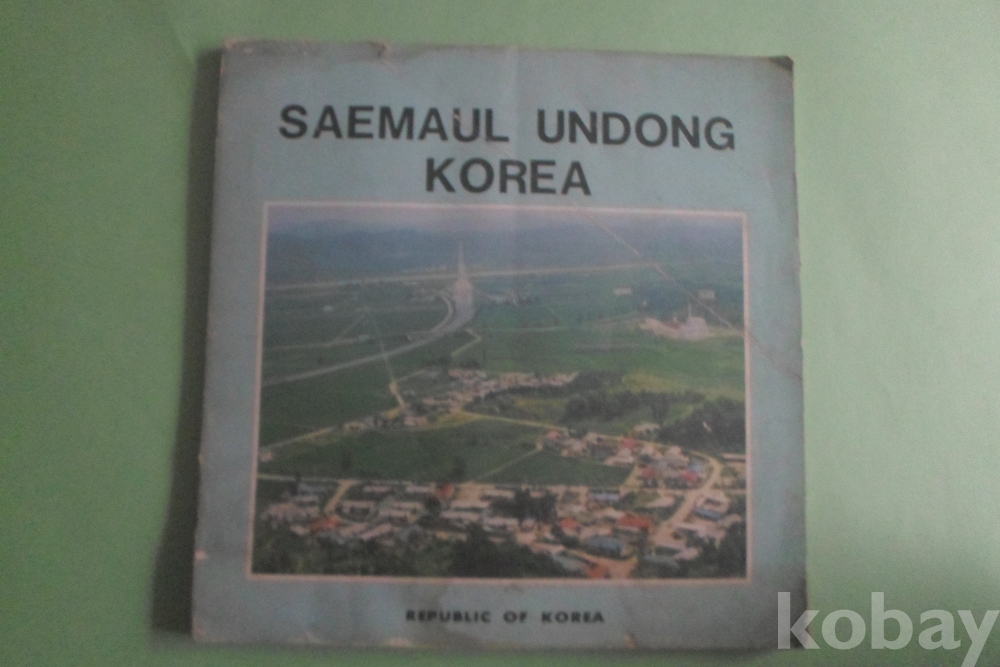 SAEMAUL UNDONG
KOREA
REPUBLIC OF KOREA
kobay